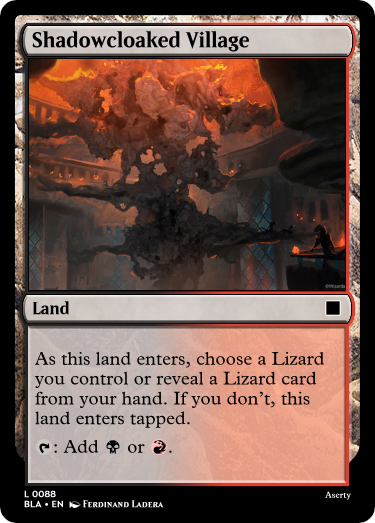 Shadowcloaked Village
©Wizards
Land
As this land enters, choose a Lizard
you control or reveal a Lizard card
from your hand. If you don't, this
land enters tapped.
: Add or .
L 0088
BLA • EN Ferdinand Ladera
Aserty